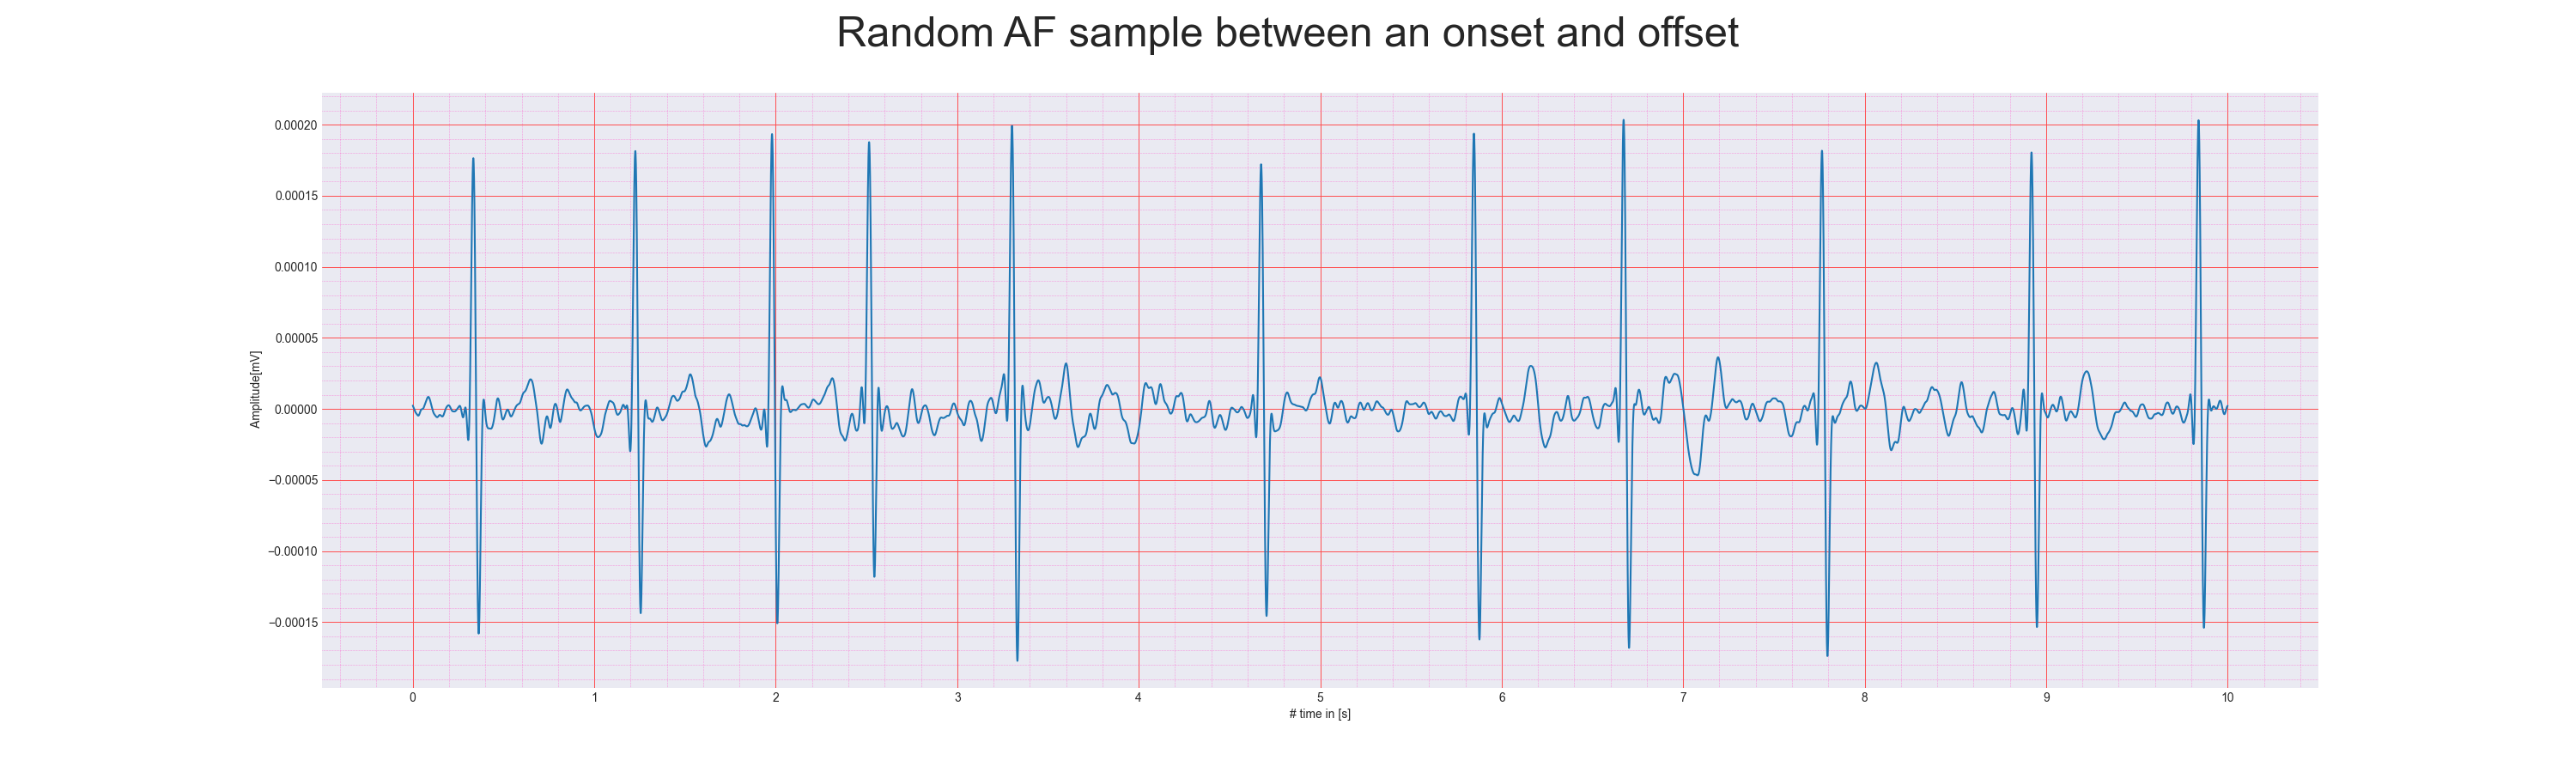 Random AF sample between an onset and offset
0.00020
0.00015
0.00010
0.00005
0.00000
−0.00005
−0.00010
−0.00015
Amplitude[mV]
0 1 2 3 4 5 6 7 8 9 10
# time in [s]